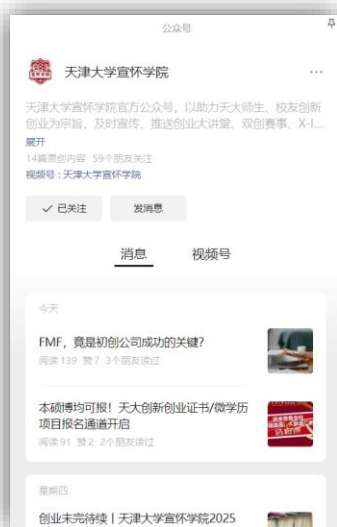 公众号
天津大学宣怀学院
天津大学宣怀学院官方公众号。以助力天大师生、校友创新
创业为宗旨，及时宣传、推送创业大讲堂、双创赛事、X-I...
展开
14篇原创内容 59个朋友关注
视频号：天津大学宣怀学院
已关注
发消息
消息
视频号
今天
FMF，竟是初创公司成功的关键？
阅读 139 赞 7 3个朋友读过
本硕博均可报！天大创新创业证书/微学历
项目报名通道开启
阅读 91 赞 2 2个朋友读过
星期四
创业未完待续丨天津大学宣怀学院2025